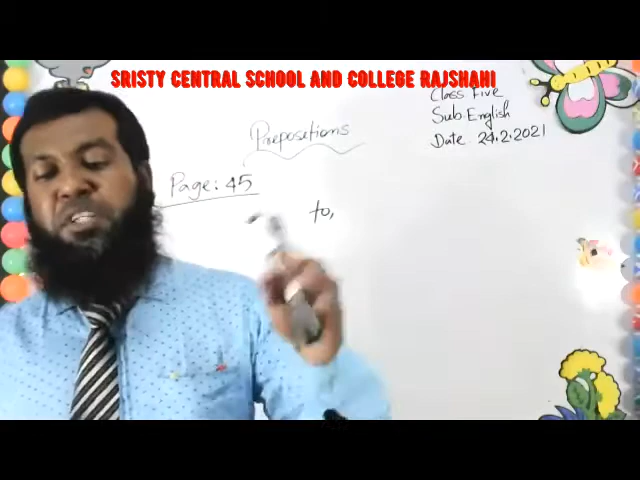 SRISTY CENTRAL SCHOOL AND COLLEGE RAJSHAHI
Class Five
Sub English
Date 24.2.2021
Prepositions
Page: 45
to,